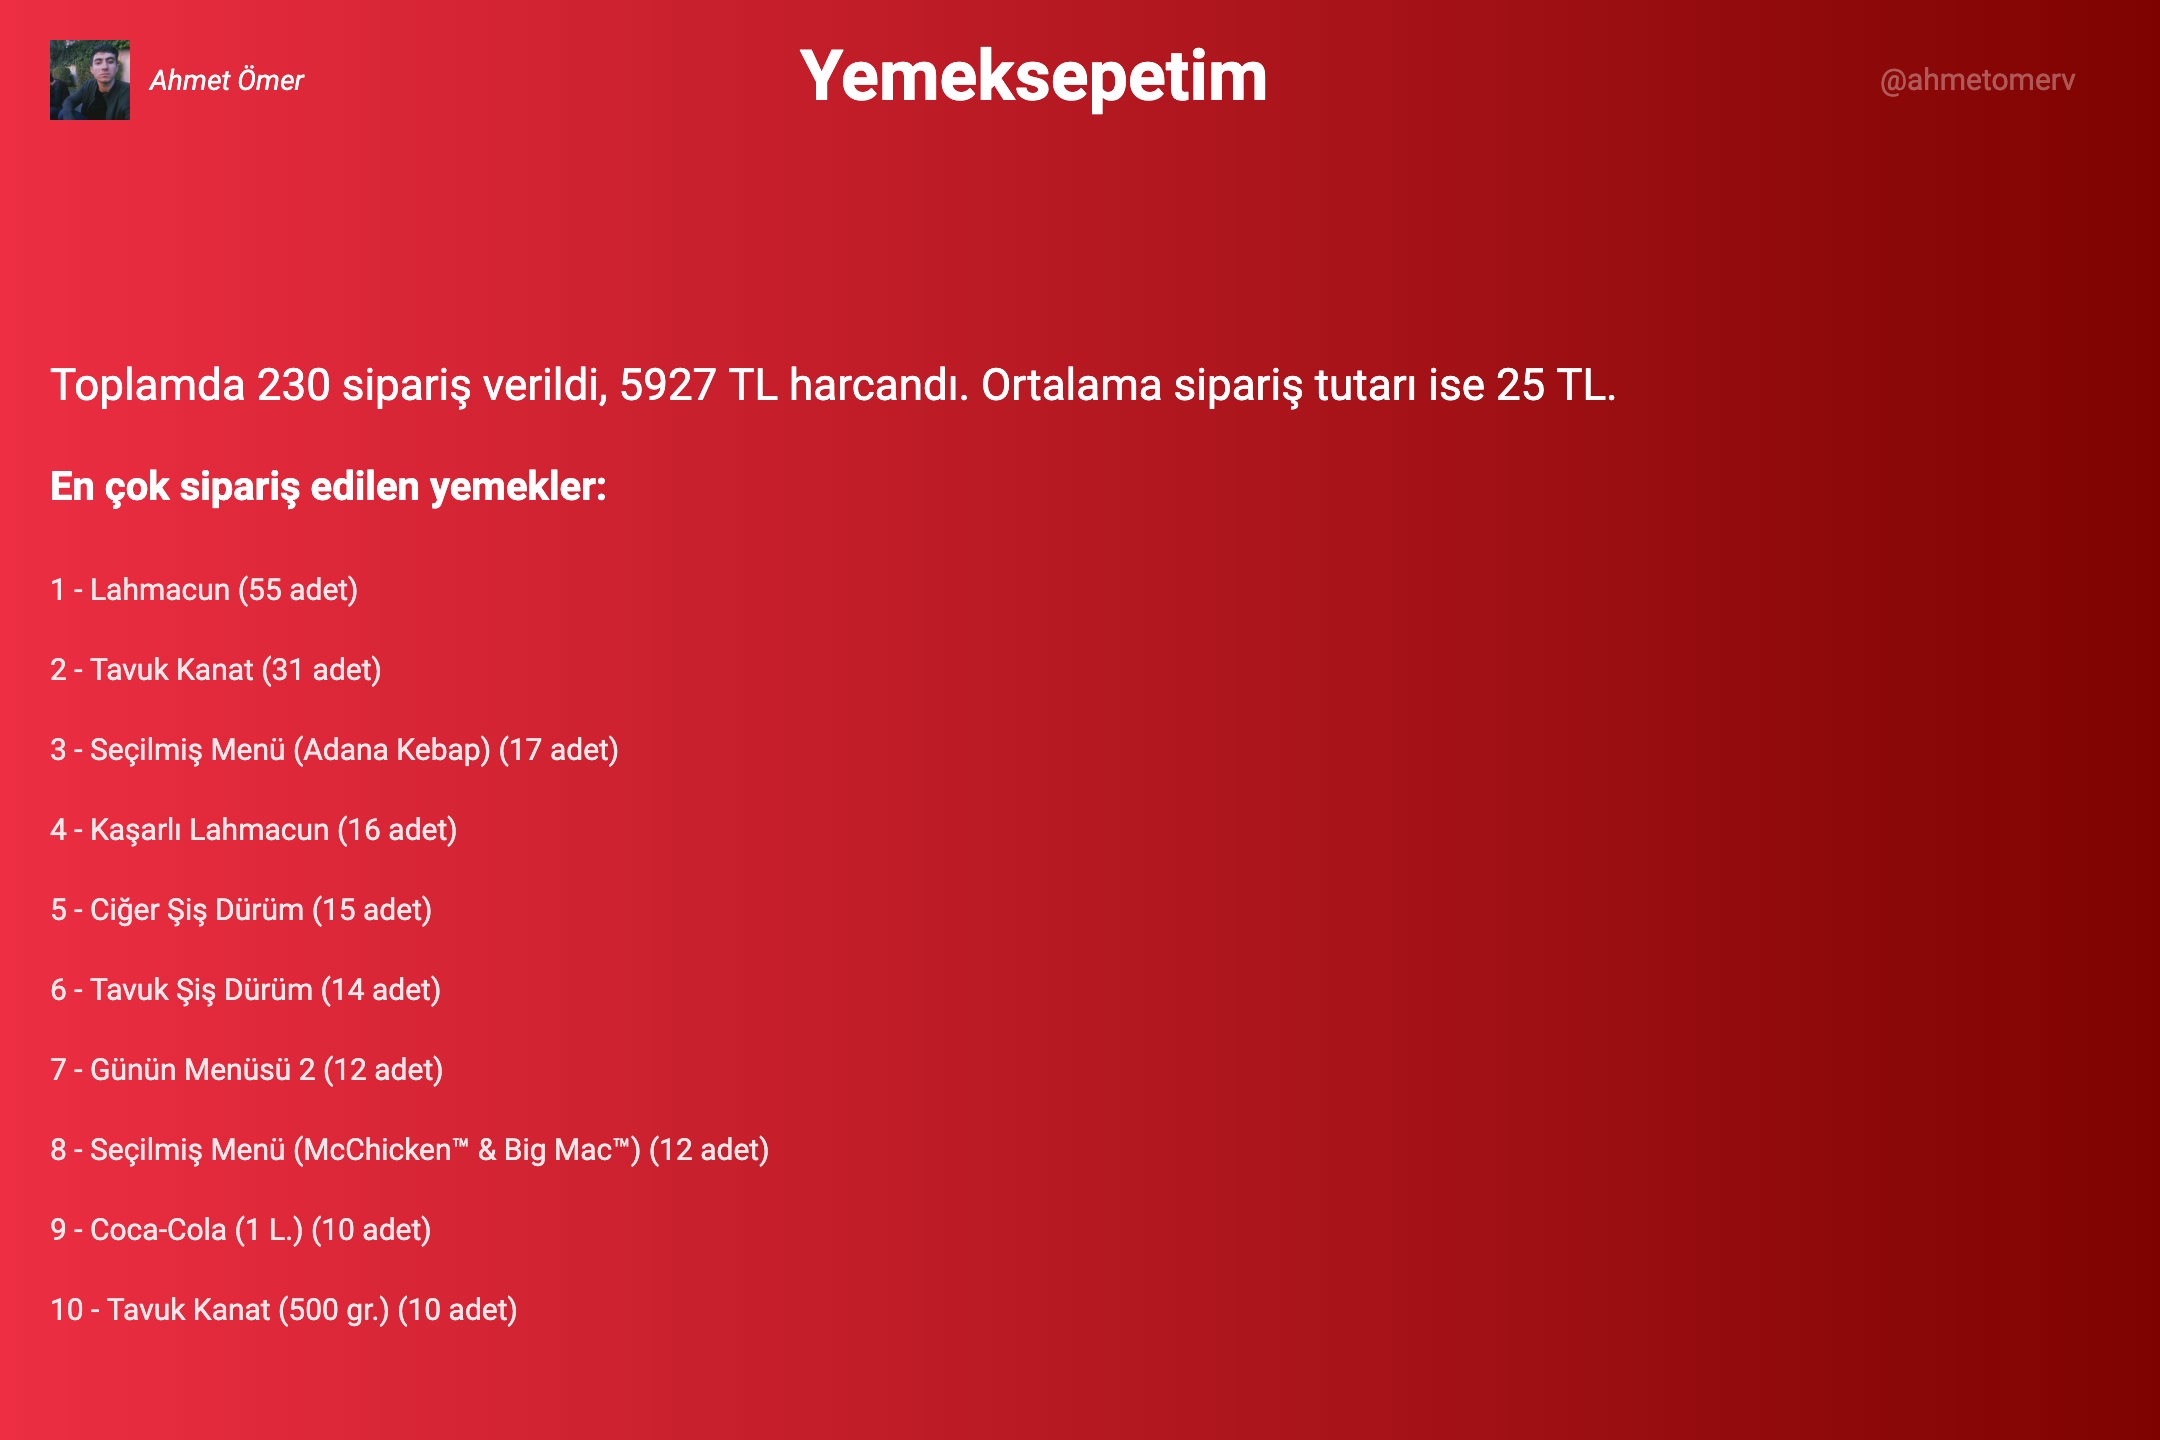 Ahmet Ömer
Yemeksepetim
@ahmetomerv
Toplamda 230 sipariş verildi, 5927 TL harcandı. Ortalama sipariş tutarı ise 25 TL.
En çok sipariş edilen yemekler:
1 - Lahmacun (55 adet)
2 - Tavuk Kanat (31 adet)
3 - Seçilmiş Menü (Adana Kebap) (17 adet)
4 - Kaşarlı Lahmacun (16 adet)
5 - Ciğer Şiş Dürüm (15 adet)
6 - Tavuk Şiş Dürüm (14 adet)
7 - Günün Menüsü 2 (12 adet)
8 - Seçilmiş Menü (McChicken™ & Big Mac™) (12 adet)
9 - Coca-Cola (1 L.) (10 adet)
10 - Tavuk Kanat (500 gr.) (10 adet)